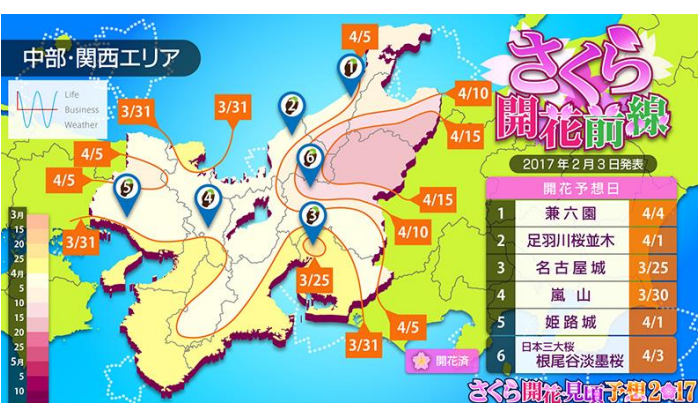 中部・関西エリア
Life
Business
Weather
さくら
開花前線
2017年2月3日発表
開花予想日
1 兼六園 4/4
2 足羽川桜並木 4/1
3 名古屋城 3/25
4 嵐山 3/30
5 姫路城 4/1
6 日本三大桜
根尾谷淡墨桜 4/3
4/5
4/10
4/15
3/31
3/31
4/5
4/5
3/31
4/15
4/10
3/25
3/31
4/5
1
2
6
5
4
3
3月
15
20
25
4月
5
10
15
20
25
5月
5
10
開花済
さくら開花見頃予想2017